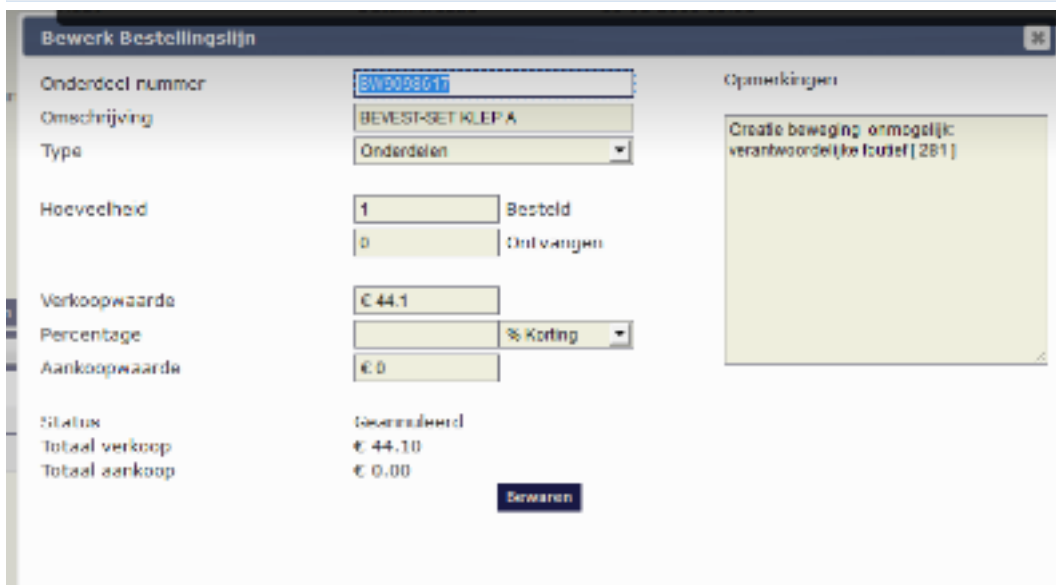 Bewerk Bestellingslijn
Onderdeel nummer BW9098617
Omschrijving BEVEST-SET KLEP A
Type Onderdelen
Hoeveelheid 1 Besteld
0 Ontvangen
Verkoopwaarde € 44.1
Percentage % Korting
Aankoopwaarde € 0
Status Geannuleerd
Totaal verkoop € 44.10
Totaal aankoop € 0.00
Bewaren
Opmerkingen
Creatie beweging onmogelijk:
verantwoordelijke foutief [ 281 ]